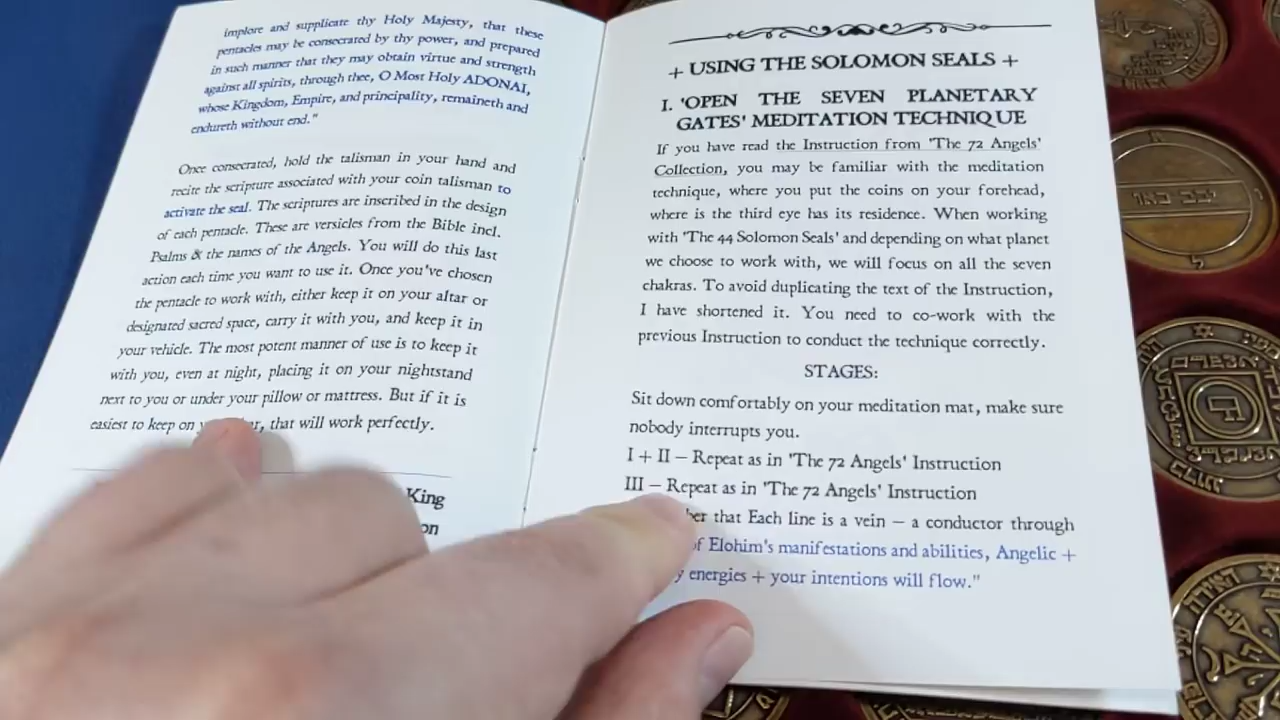 implore and supplicate thy Holy Majesty, that these
pentacles may be consecrated by thy power, and prepared
in such manner that they may obtain virtue and strength
against all spirits, through thee, O Most Holy ADONAI,
whose Kingdom, Empire, and principality, remaineth and
endureth without end."
Once consecrated, hold the talisman in your hand and
recite the scripture associated with your coin talisman to
activate the seal. The scriptures are inscribed in the design
of each pentacle. These are versicles from the Bible incl.
Psalms & the names of the Angels. You will do this last
action each time you want to use it. Once you've chosen
the pentacle to work with, either keep it on your altar or
designated sacred space, carry it with you, and keep it in
your vehicle. The most potent manner of use is to keep it
with you, even at night, placing it on your nightstand
next to you or under your pillow or mattress. But if it is
easiest to keep on that will work perfectly.
King
+ USING THE SOLOMON SEALS +
I. 'OPEN THE SEVEN PLANETARY
GATES' MEDITATION TECHNIQUE
If you have read the Instruction from 'The 72 Angels'
Collection, you may be familiar with the meditation
technique, where you put the coins on your forehead,
where is the third eye has its residence. When working
with 'The 44 Solomon Seals' and depending on what planet
we choose to work with, we will focus on all the seven
chakras. To avoid duplicating the text of the Instruction,
I have shortened it. You need to co-work with the
previous Instruction to conduct the technique correctly.
STAGES:
Sit down comfortably on your meditation mat, make sure
nobody interrupts you.
I + II – Repeat as in 'The 72 Angels' Instruction
III – Repeat as in 'The 72 Angels' Instruction
that Each line is a vein – a conductor through
Elohim's manifestations and abilities, Angelic +
energies + your intentions will flow."
יבב כאו